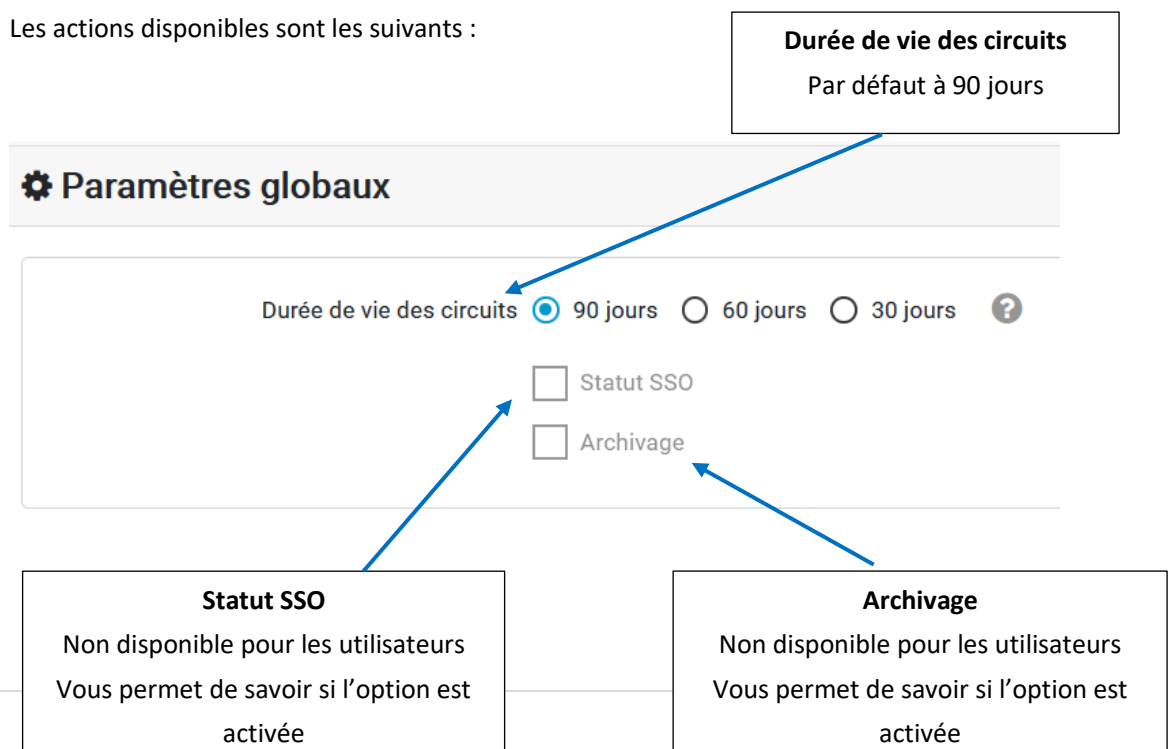 Les actions disponibles sont les suivants :
Durée de vie des circuits
Par défaut à 90 jours
Paramètres globaux
Durée de vie des circuits 90 jours 60 jours 30 jours ?
Statut SSO
Archivage
Statut SSO
Non disponible pour les utilisateurs
Vous permet de savoir si l’option est
activée
Archivage
Non disponible pour les utilisateurs
Vous permet de savoir si l’option est
activée